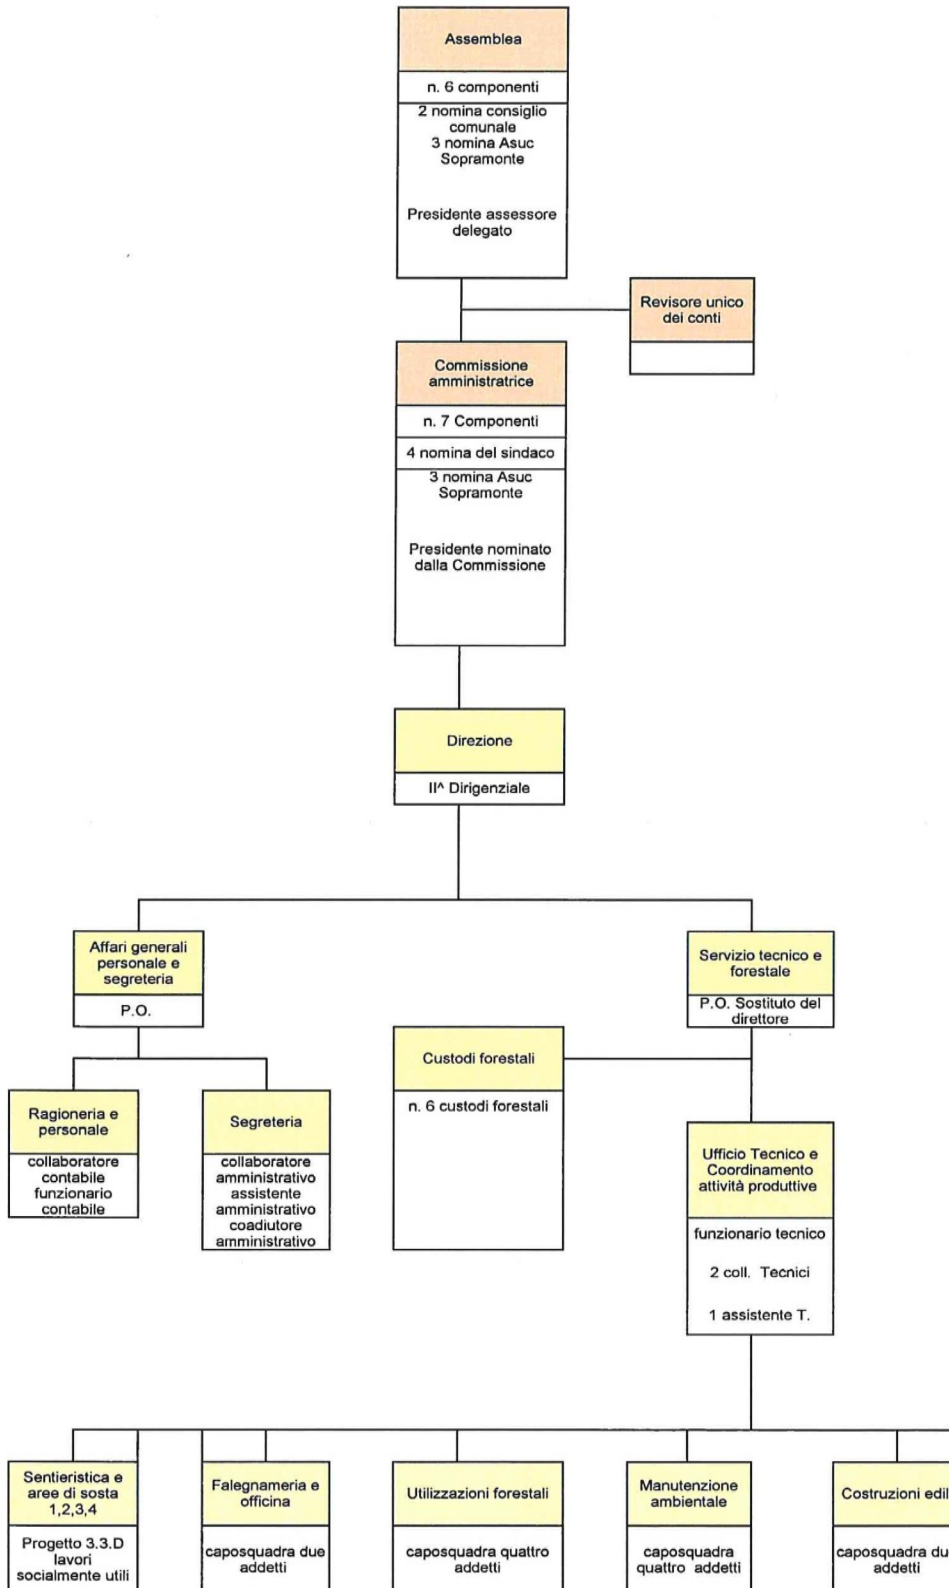 Assemblea
n. 6 componenti
2 nomina consiglio
comunale
3 nomina Asuc
Sopramonte
Presidente assessore
delegato
Revisore unico
dei conti
Commissione
amministratrice
n. 7 Componenti
4 nomina del sindaco
3 nomina Asuc
Sopramonte
Presidente nominato
dalla Commissione
Direzione
II^ Dirigenziale
Affari generali
personale e
segreteria
P.O.
Servizio tecnico e
forestale
P.O. Sostituto del
direttore
Custodi forestali
n. 6 custodi forestali
Ragioneria e
personale
collaboratore
contabile
funzionario
contabile
Segreteria
collaboratore
amministrativo
assistente
amministrativo
coadiutore
amministrativo
Ufficio Tecnico e
Coordinamento
attività produttive
funzionario tecnico
2 coll. Tecnici
1 assistente T.
Sentieristica e
aree di sosta
1,2,3,4
Progetto 3.3.D
lavori
socialmente utili
Falegnameria e
officina
caposquadra due
addetti
Utilizzazioni forestali
caposquadra quattro
addetti
Manutenzione
ambientale
caposquadra
quattro addetti
Costruzioni edil
caposquadra du
addetti